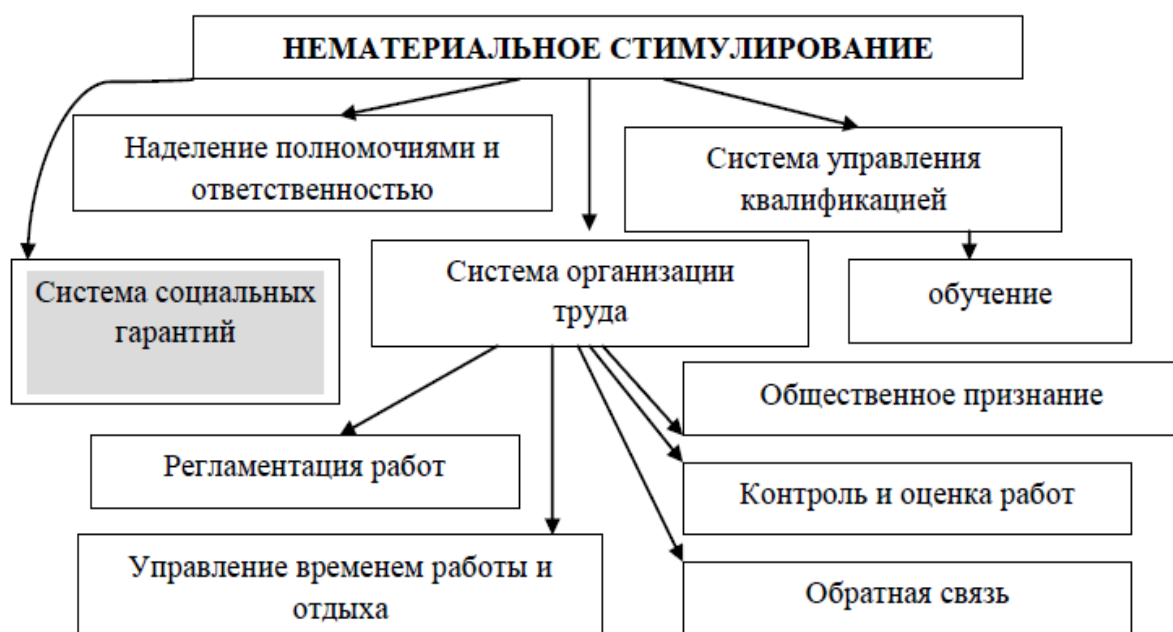 НЕМАТЕРИАЛЬНОЕ СТИМУЛИРОВАНИЕ
Наделение полномочиями и
ответственностью
Система управления
квалификацией
Система социальных
гарантий
Система организации
труда
обучение
Общественное признание
Регламентация работ
Контроль и оценка работ
Управление временем работы и
отдыха
Обратная связь